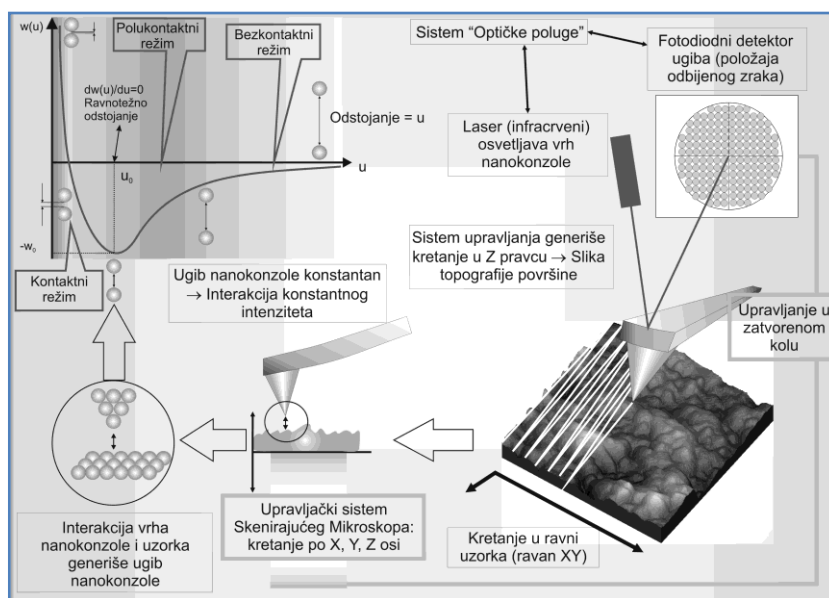 w(u)
Polukontaktni
režim
Bezkontaktni
režim
dw(u)/du=0
Ravnotežno
odstojanje
Odstojanje = u
u₀
u
-w₀
Kontaktni
režim
Sistem “Optičke poluge”
Fotodiodni detektor
ugiba (položaja
odbijenog zraka)
Laser (infracrveni)
osvetljava vrh
nanokonzole
Sistem upravljanja generiše
kretanje u Z pravcu → Slika
topografije površine
Ugib nanokonzole konstantan
→ Interakcija konstantnog
intenziteta
Upravljanje u
zatvorenom
kolu
Interakcija vrha
nanokonzole i uzorka
generiše ugib
nanokonzole
Upravljački sistem
Skenirajućeg Mikroskopa:
kretanje po X, Y, Z osi
Kretanje u ravni
uzorka (ravan XY)